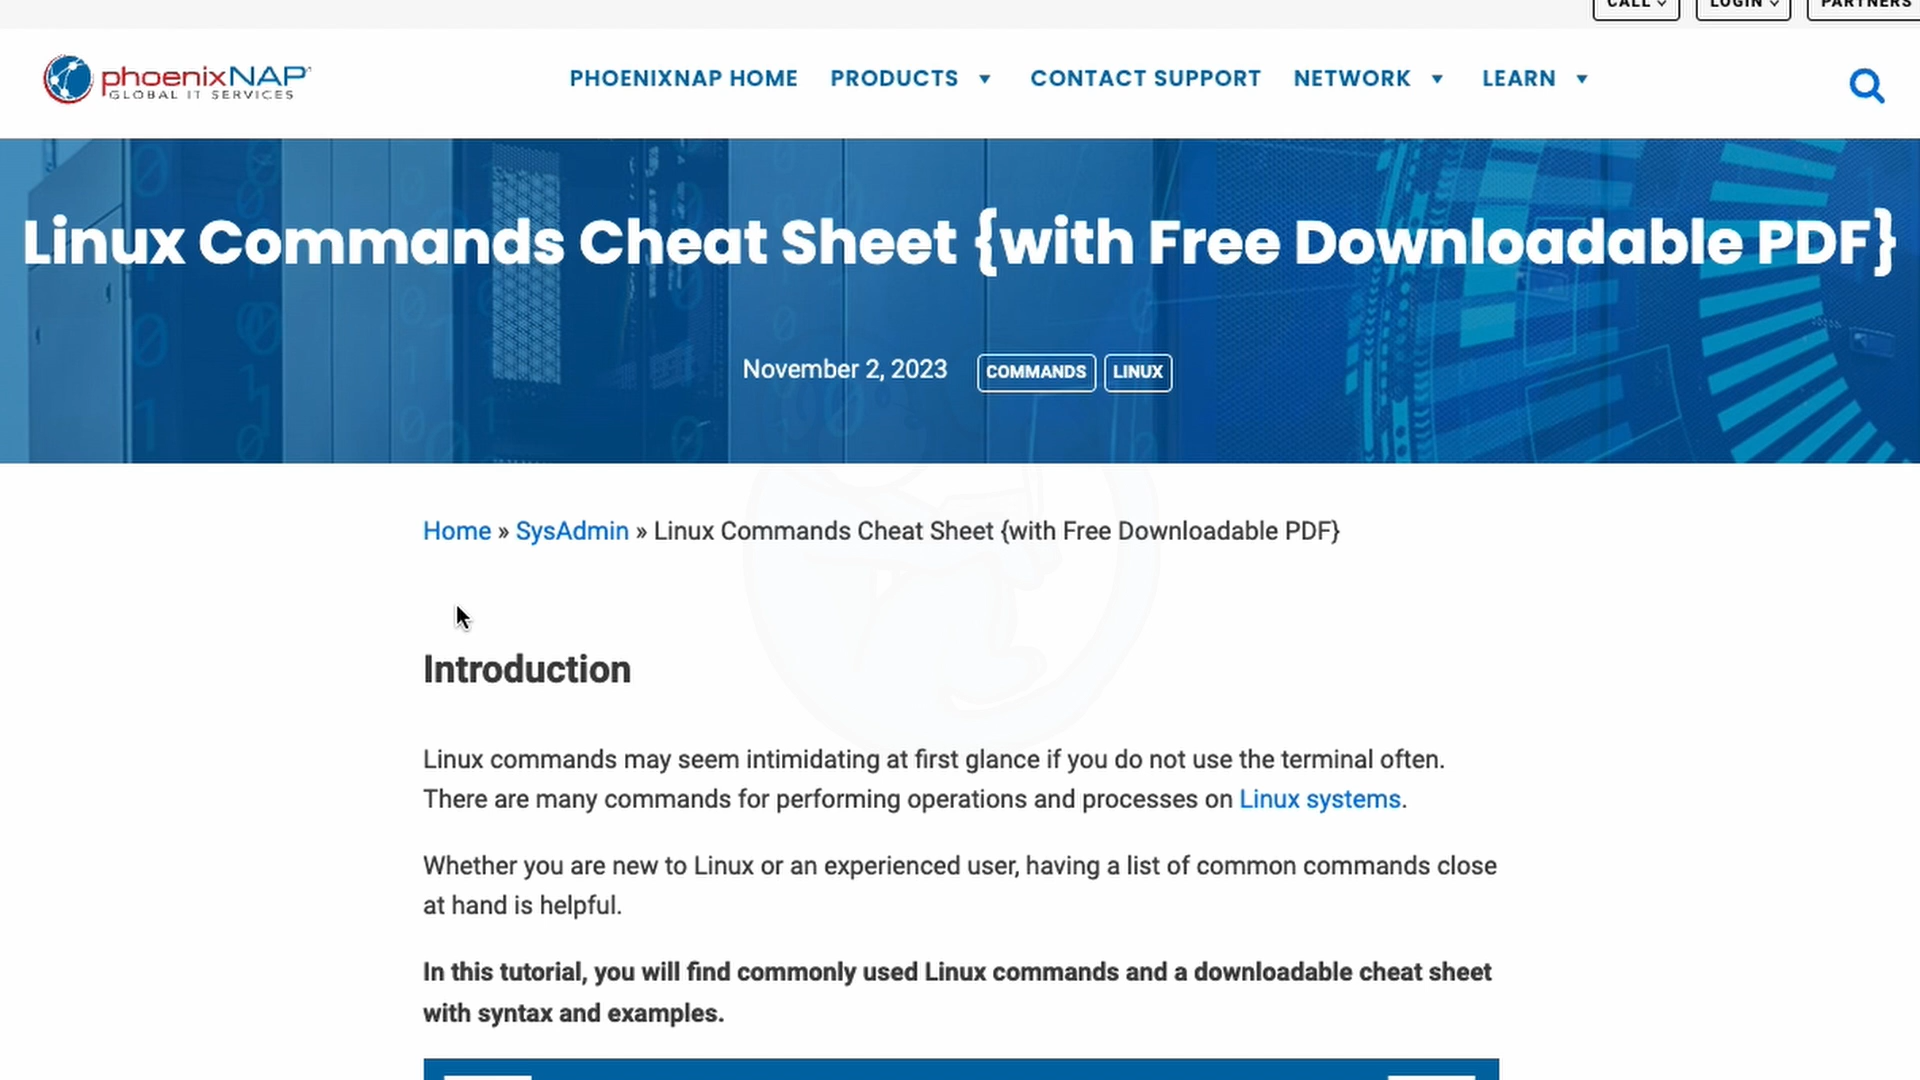 CALL
LOGIN
PARTNERS
phoenixNAP
GLOBAL IT SERVICES
PHOENIXNAP HOME PRODUCTS CONTACT SUPPORT NETWORK LEARN
Linux Commands Cheat Sheet {with Free Downloadable PDF}
November 2, 2023 COMMANDS LINUX
Home » SysAdmin » Linux Commands Cheat Sheet {with Free Downloadable PDF}
Introduction
Linux commands may seem intimidating at first glance if you do not use the terminal often.
There are many commands for performing operations and processes on Linux systems.
Whether you are new to Linux or an experienced user, having a list of common commands close
at hand is helpful.
In this tutorial, you will find commonly used Linux commands and a downloadable cheat sheet
with syntax and examples.